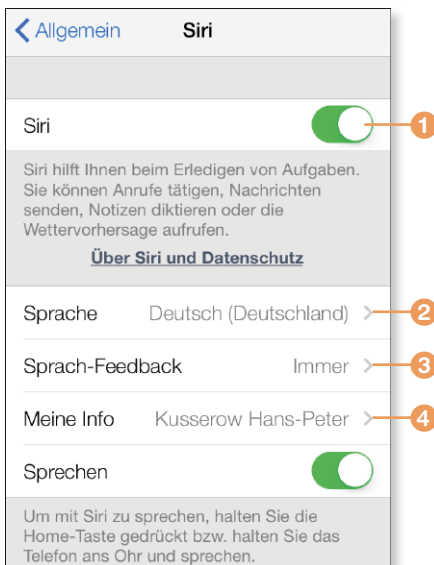 Allgemein Siri
Siri 1
Siri hilft Ihnen beim Erledigen von Aufgaben.
Sie können Anrufe tätigen, Nachrichten
senden, Notizen diktieren oder die
Wettervorhersage aufrufen.
Über Siri und Datenschutz
Sprache Deutsch (Deutschland) 2
Sprach-Feedback Immer 3
Meine Info Kusserow Hans-Peter 4
Sprechen
Um mit Siri zu sprechen, halten Sie die
Home-Taste gedrückt bzw. halten Sie das
Telefon ans Ohr und sprechen.